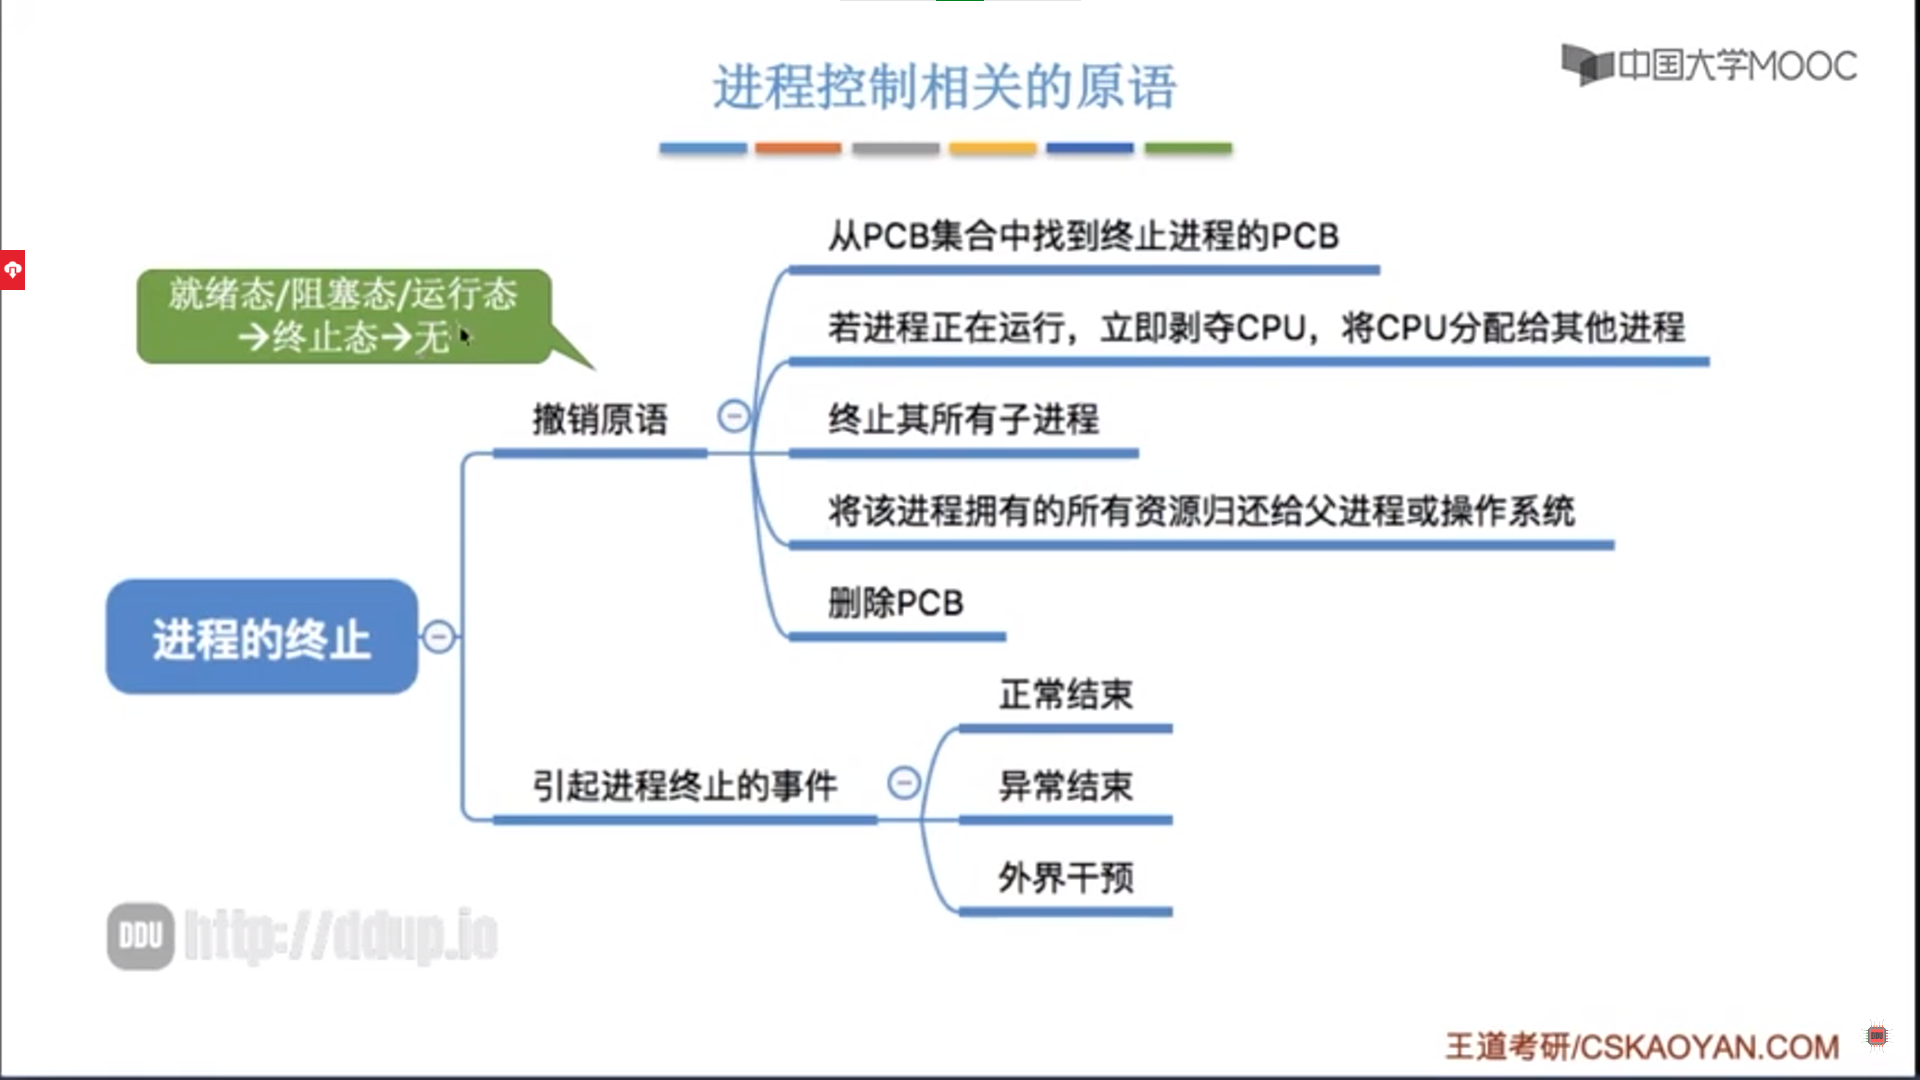 进程控制相关的原语
中国大学MOOC
就绪态/阻塞态/运行态
→终止态→无
从PCB集合中找到终止进程的PCB
若进程正在运行，立即剥夺CPU，将CPU分配给其他进程
撤销原语
终止其所有子进程
将该进程拥有的所有资源归还给父进程或操作系统
删除PCB
进程的终止
正常结束
引起进程终止的事件
异常结束
外界干预
DDU http://ddup.io
王道考研/CSKAOYAN.COM
DDU